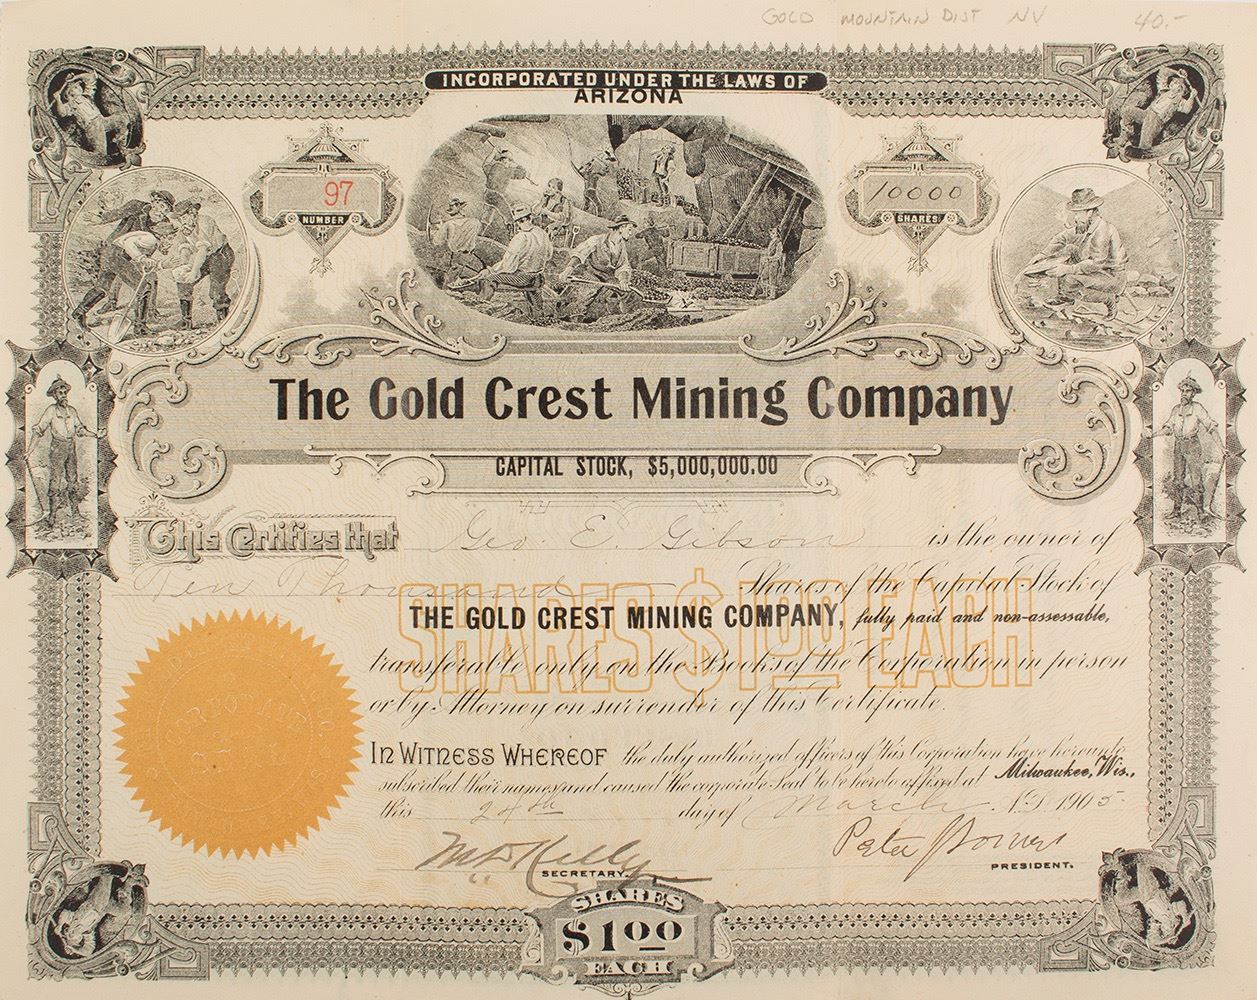 GOLD MOUNTAIN DIST NV 40.-
INCORPORATED UNDER THE LAWS OF
ARIZONA
97
NUMBER
10000
SHARES
The Gold Crest Mining Company
CAPITAL STOCK, $5,000,000.00
This Certifies that Geo. E. Gibson is the owner of
Ten Thousand Shares of the Capital Stock of
SHARES $1.00 EACH
THE GOLD CREST MINING COMPANY, fully paid and non-assessable,
transferable only on the Books of the Corporation in person
or by Attorney on surrender of this Certificate.
IN WITNESS WHEREOF the duly authorized officers of this Corporation have hereunto
subscribed their names and caused the corporate Seal to be hereto affixed at Milwaukee, Wis.,
this 24th day of March A.D. 1905
CORPORATE
SEAL
Kelly
SECRETARY.
Peter
PRESIDENT.
SHARES
$1.00
EACH